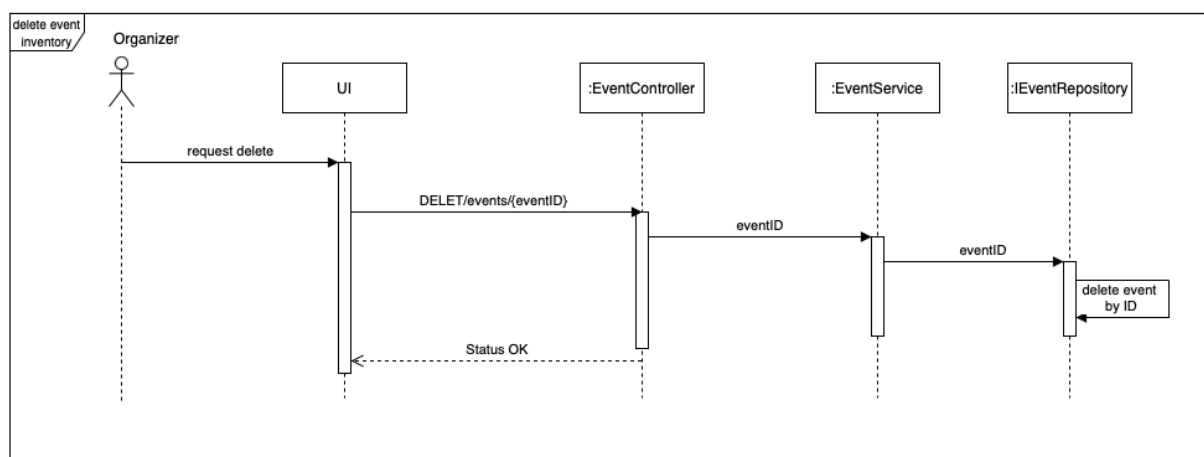 delete event
inventory
Organizer
UI
:EventController
:EventService
:IEventRepository
request delete
DELET/events/{eventID}
eventID
eventID
delete event
by ID
Status OK